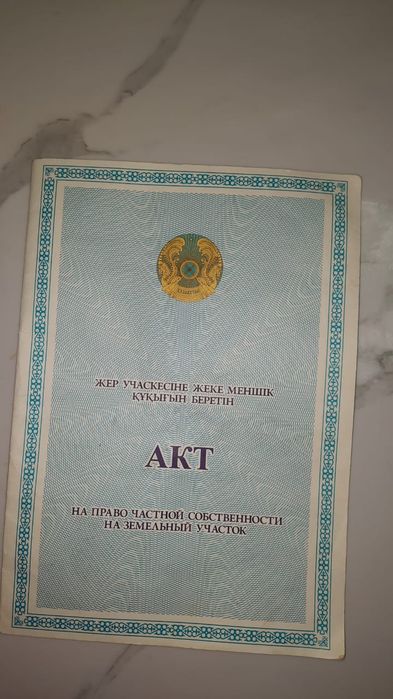 ЖЕР УЧАСКЕСІНЕ ЖЕКЕ МЕНШІК
ҚҰҚЫҒЫН БЕРЕТІН
АКТ
НА ПРАВО ЧАСТНОЙ СОБСТВЕННОСТИ
НА ЗЕМЕЛЬНЫЙ УЧАСТОК